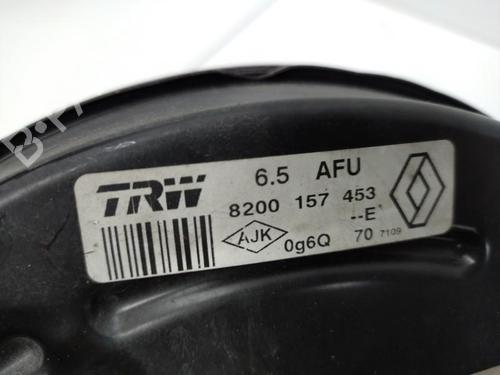 B-P
TRW
6.5 AFU
8200 157 453
--E
AJK
0g6Q 70 7109